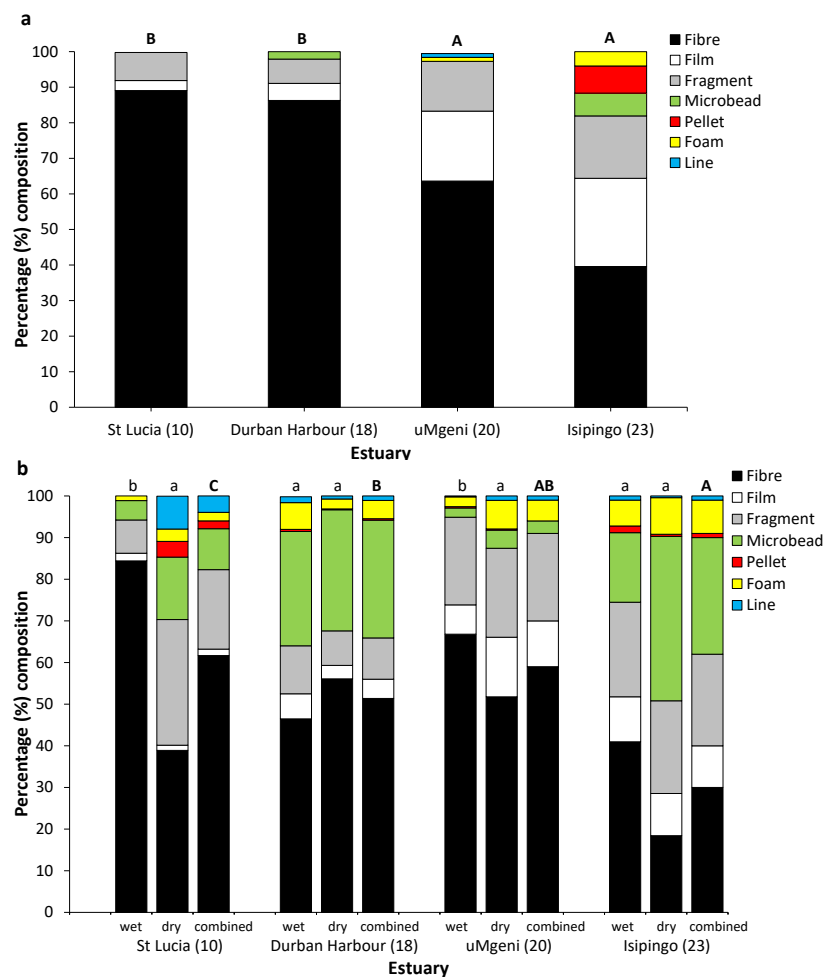 a
B B A A
100
90
80
70
60
50
40
30
20
10
0
Percentage (%) composition
Fibre
Film
Fragment
Microbead
Pellet
Foam
Line
St Lucia (10) Durban Harbour (18) uMgeni (20) Isipingo (23)
Estuary
b
b a C a a B b a AB a a A
100
90
80
70
60
50
40
30
20
10
0
Percentage (%) composition
Fibre
Film
Fragment
Microbead
Pellet
Foam
Line
wet dry combined wet dry combined wet dry combined wet dry combined
St Lucia (10) Durban Harbour (18) uMgeni (20) Isipingo (23)
Estuary